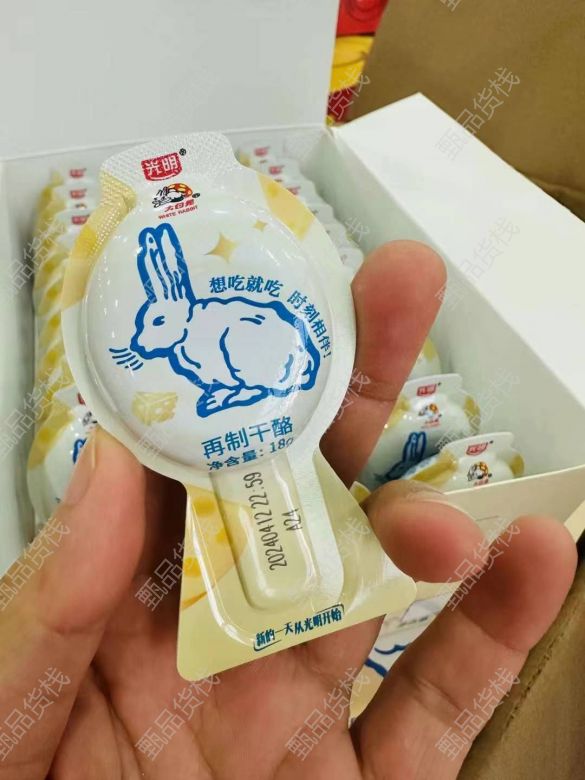 光明
大白兔
WHITE RABBIT
想吃就吃 时刻相伴!
再制干酪
净含量: 18g
20240412 22:59
A24
新的一天从光明开始
甄品货栈